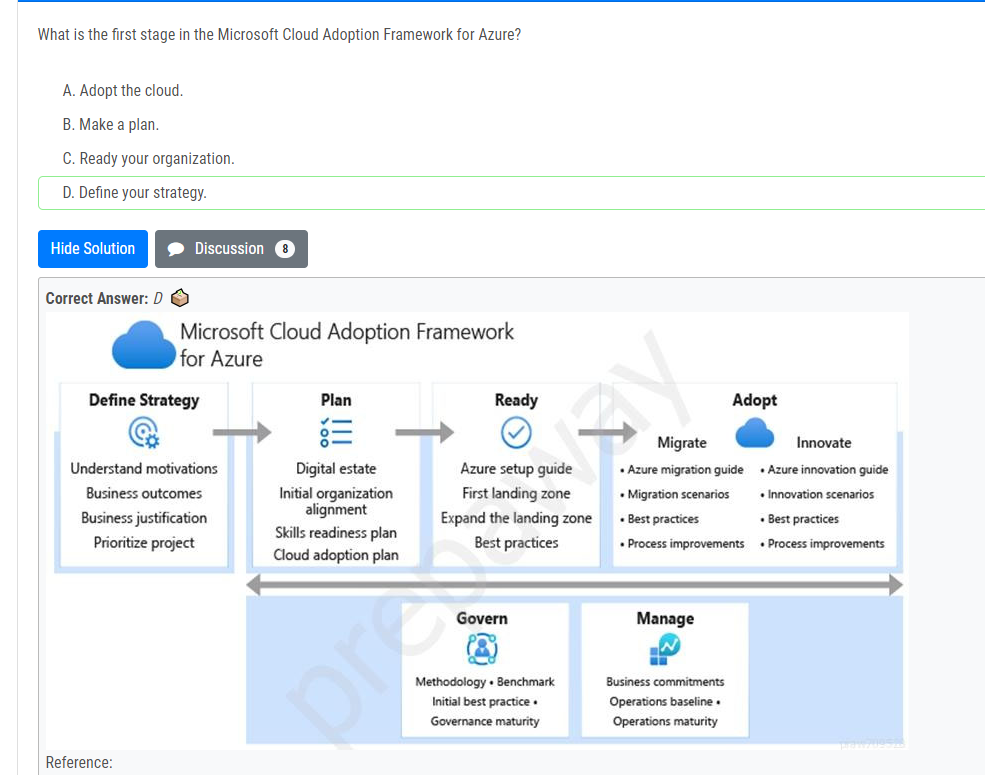 What is the first stage in the Microsoft Cloud Adoption Framework for Azure?
A. Adopt the cloud.
B. Make a plan.
C. Ready your organization.
D. Define your strategy.
Hide Solution
Discussion 8
Correct Answer: D
Microsoft Cloud Adoption Framework
for Azure
Define Strategy
Understand motivations
Business outcomes
Business justification
Prioritize project
Plan
Digital estate
Initial organization
alignment
Skills readiness plan
Cloud adoption plan
Ready
Azure setup guide
First landing zone
Expand the landing zone
Best practices
Adopt
Migrate
• Azure migration guide
• Migration scenarios
• Best practices
• Process improvements
Innovate
• Azure innovation guide
• Innovation scenarios
• Best practices
• Process improvements
Govern
Methodology • Benchmark
Initial best practice •
Governance maturity
Manage
Business commitments
Operations baseline •
Operations maturity
prepaway
Reference: